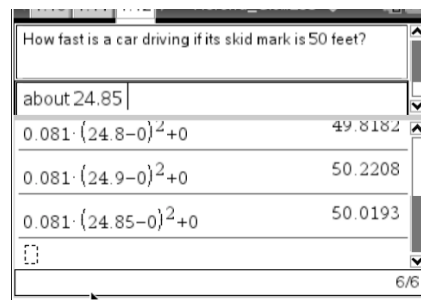 How fast is a car driving if its skid mark is 50 feet?
about 24.85
0.081·(24.8−0)²+0 49.8182
0.081·(24.9−0)²+0 50.2208
0.081·(24.85−0)²+0 50.0193
6/6